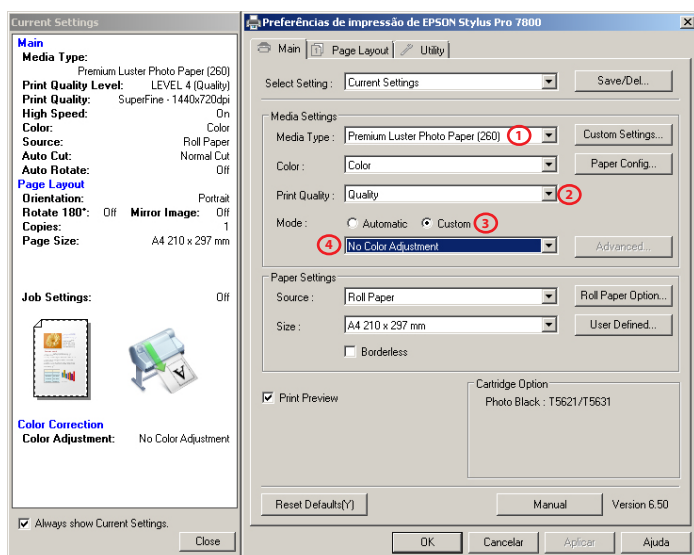 Current Settings
Main
Media Type:
Premium Luster Photo Paper (260)
Print Quality Level: LEVEL 4 (Quality)
Print Quality: SuperFine - 1440x720dpi
High Speed: On
Color: Color
Source: Roll Paper
Auto Cut: Normal Cut
Auto Rotate: Off
Page Layout
Orientation: Portrait
Rotate 180°: Off Mirror Image: Off
Copies: 1
Page Size: A4 210 x 297 mm
Job Settings: Off
A
Color Correction
Color Adjustment: No Color Adjustment
Always show Current Settings.
Close
Preferências de impressão de EPSON Stylus Pro 7800
Main Page Layout Utility
Select Setting : Current Settings Save/Del...
Media Settings
Media Type : Premium Luster Photo Paper (260) 1 Custom Settings...
Color : Color Paper Config...
Print Quality : Quality 2
Mode : Automatic Custom 3
4 No Color Adjustment Advanced...
Paper Settings
Source : Roll Paper Roll Paper Option...
Size : A4 210 x 297 mm User Defined...
Borderless
Print Preview
Cartridge Option
Photo Black : T5621/T5631
Reset Defaults(Y) Manual Version 6.50
OK Cancelar Aplicar Ajuda